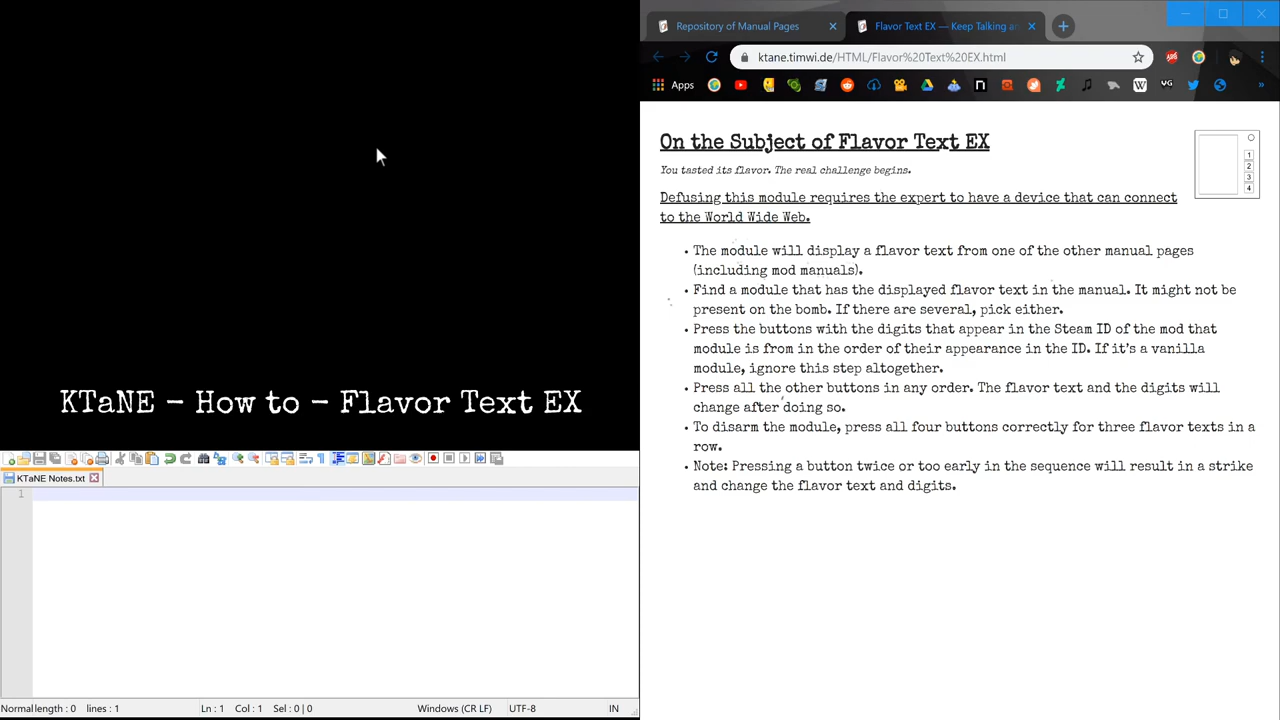 KTaNE - How to - Flavor Text EX
KTaNE Notes.txt
1
Normal length : 0 lines : 1 Ln : 1 Col : 1 Sel : 0 | 0 Windows (CR LF) UTF-8 IN
Repository of Manual Pages
Flavor Text EX — Keep Talking an
ktane.timwi.de/HTML/Flavor%20Text%20EX.html
Apps
On the Subject of Flavor Text EX
You tasted its flavor. The real challenge begins.
Defusing this module requires the expert to have a device that can connect
to the World Wide Web.
1
2
3
4
• The module will display a flavor text from one of the other manual pages
(including mod manuals).
• Find a module that has the displayed flavor text in the manual. It might not be
present on the bomb. If there are several, pick either.
• Press the buttons with the digits that appear in the Steam ID of the mod that
module is from in the order of their appearance in the ID. If it's a vanilla
module, ignore this step altogether.
• Press all the other buttons in any order. The flavor text and the digits will
change after doing so.
• To disarm the module, press all four buttons correctly for three flavor texts in a
row.
• Note: Pressing a button twice or too early in the sequence will result in a strike
and change the flavor text and digits.